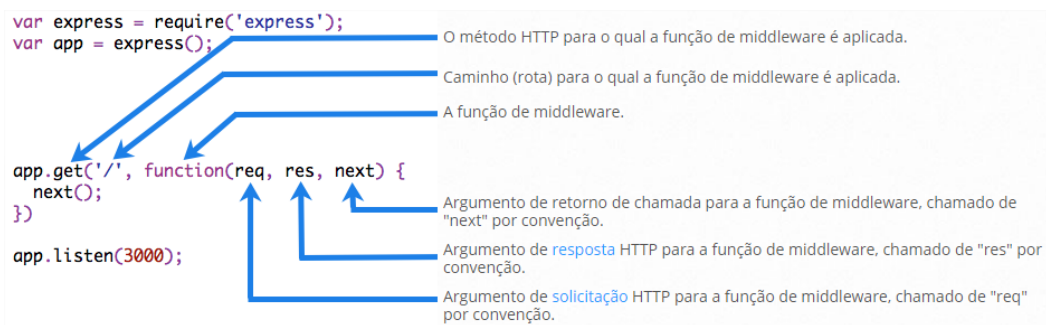 var express = require('express');
var app = express();
O método HTTP para o qual a função de middleware é aplicada.
Caminho (rota) para o qual a função de middleware é aplicada.
A função de middleware.
app.get('/', function(req, res, next) {
  next();
})
app.listen(3000);
Argumento de retorno de chamada para a função de middleware, chamado de
"next" por convenção.
Argumento de resposta HTTP para a função de middleware, chamado de "res" por
convenção.
Argumento de solicitação HTTP para a função de middleware, chamado de "req"
por convenção.